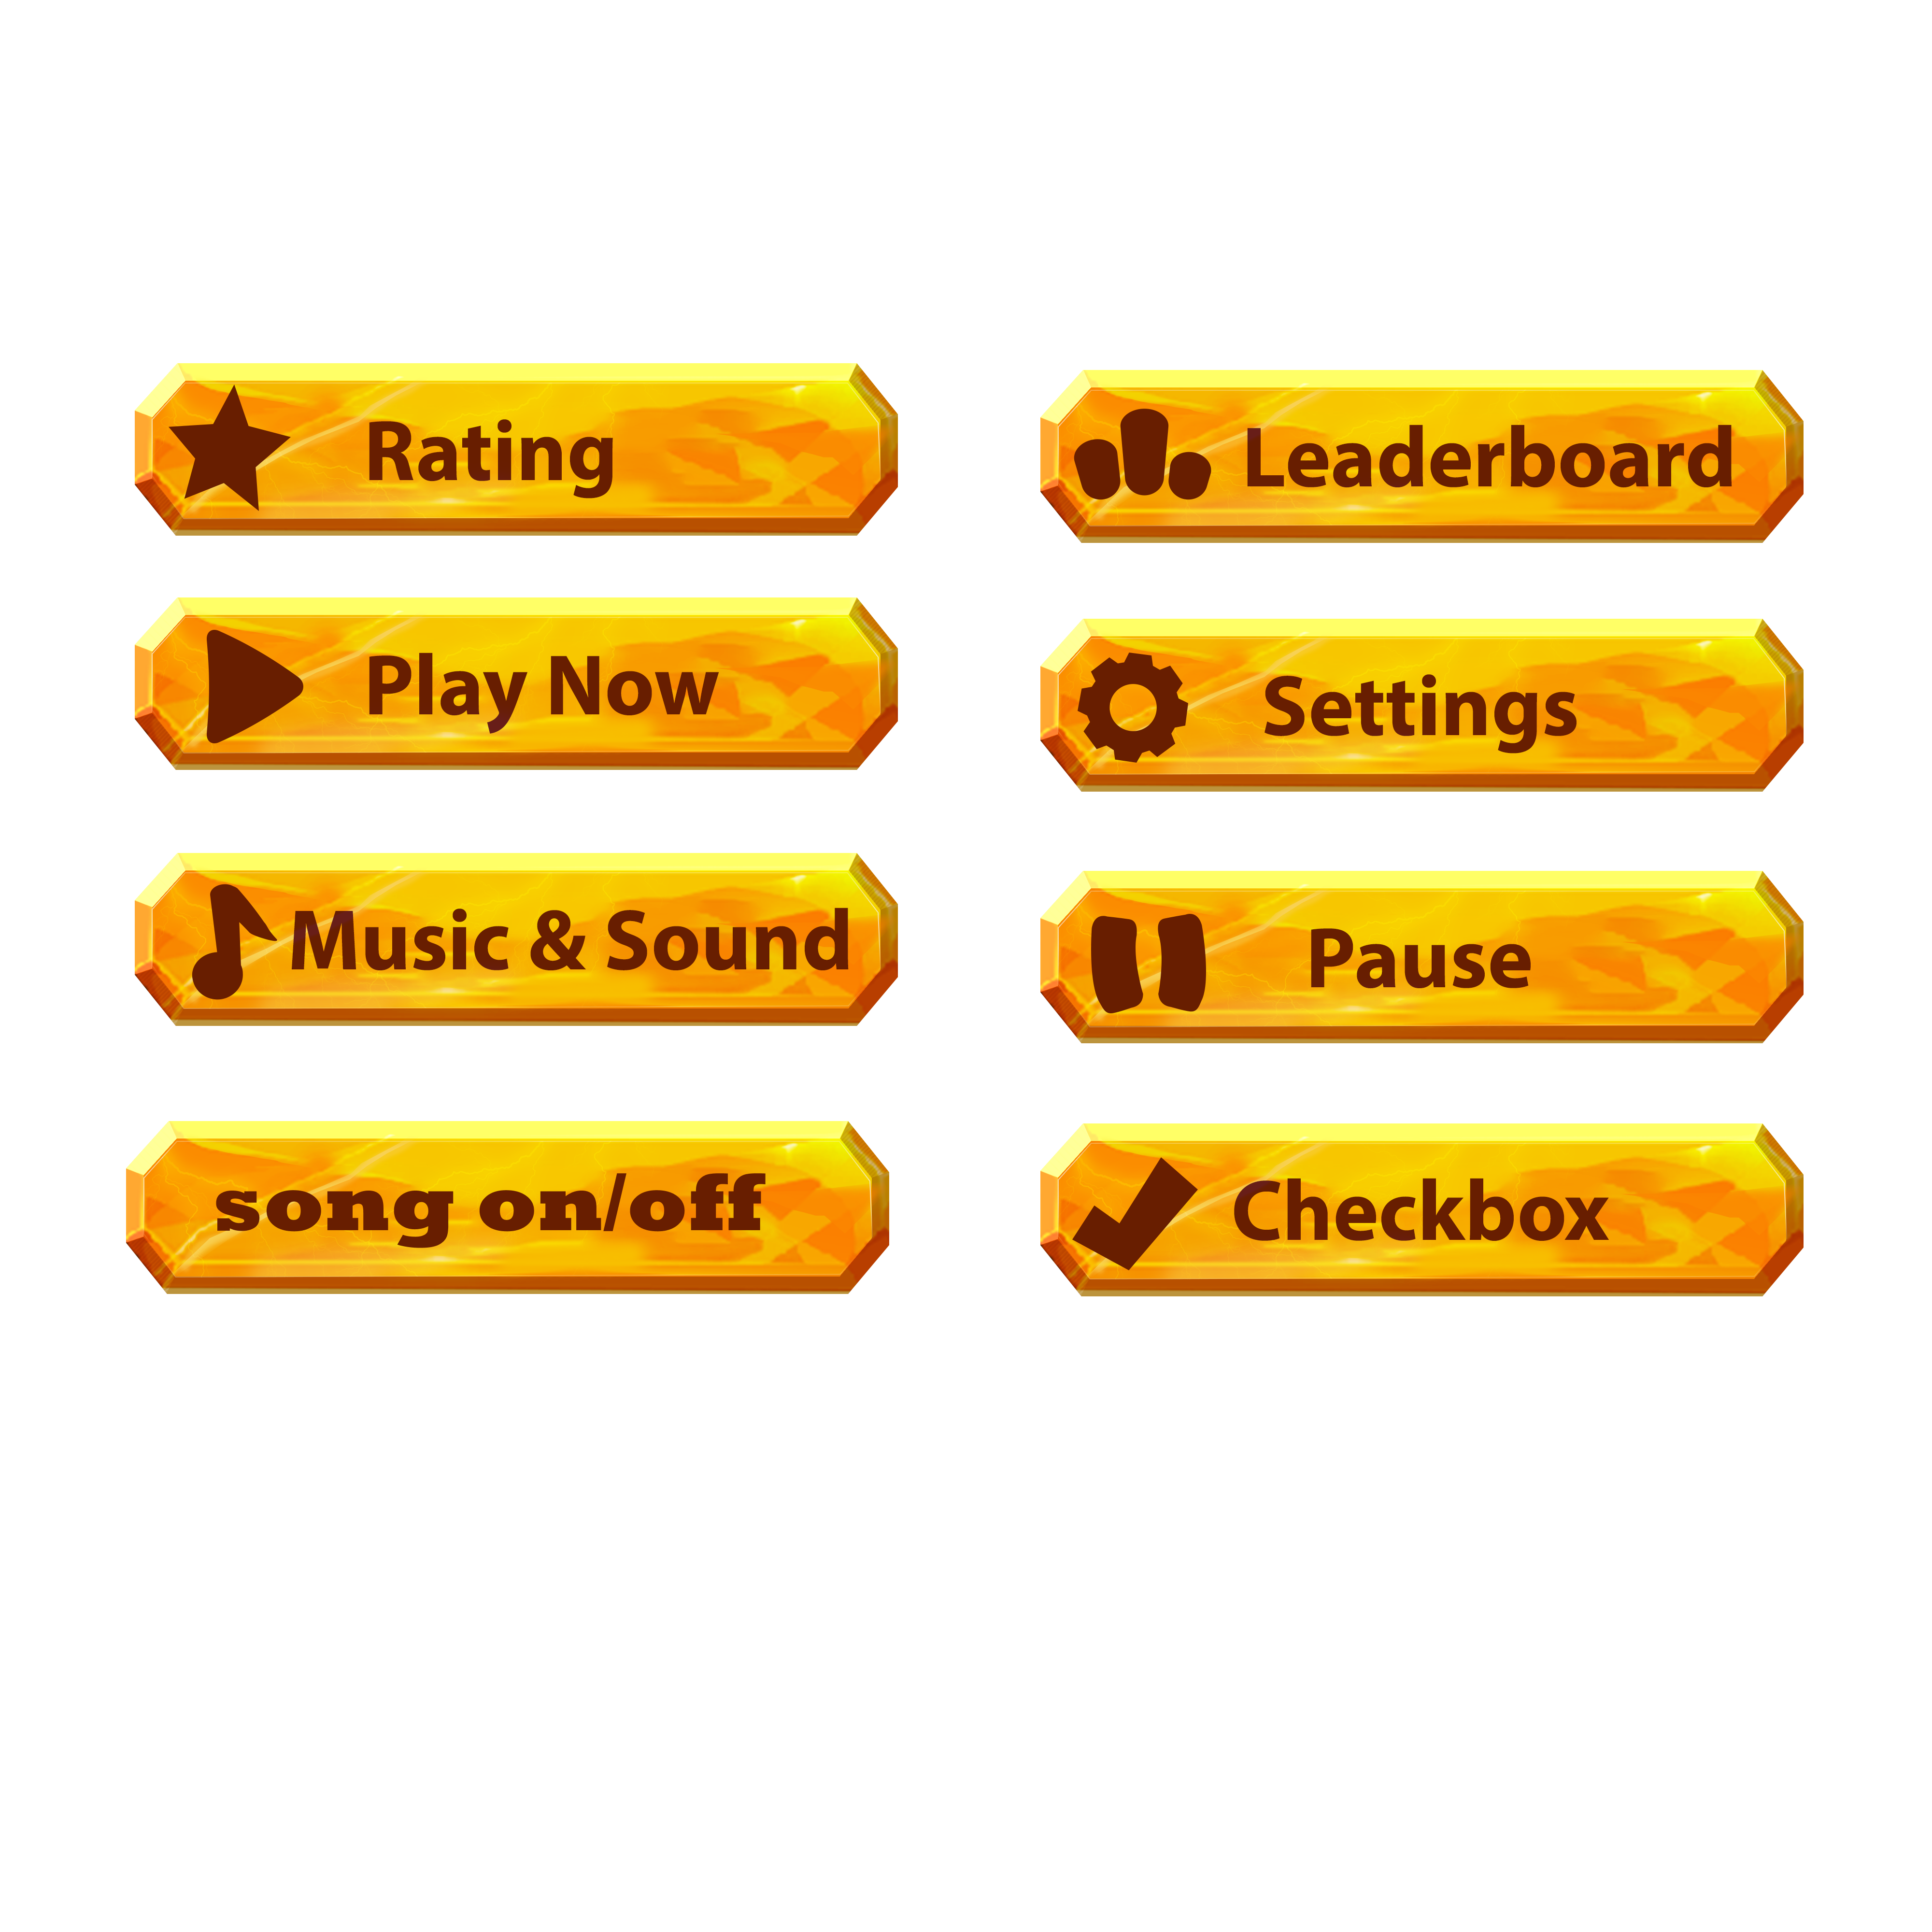 Rating
Leaderboard
Play Now
Settings
Music & Sound
Pause
song on/off
Checkbox